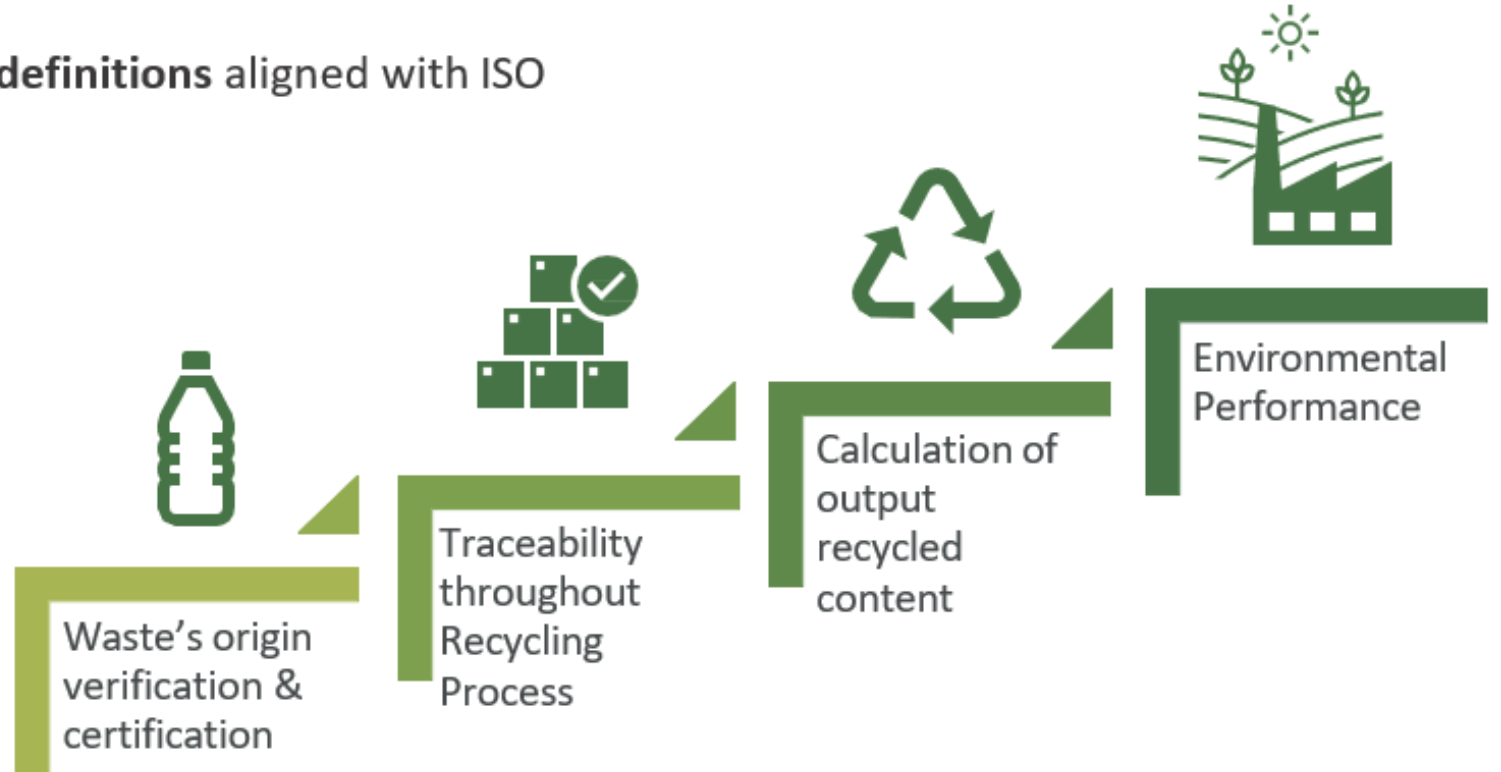 definitions aligned with ISO
Waste’s origin
verification &
certification
Traceability
throughout
Recycling
Process
Calculation of
output
recycled
content
Environmental
Performance